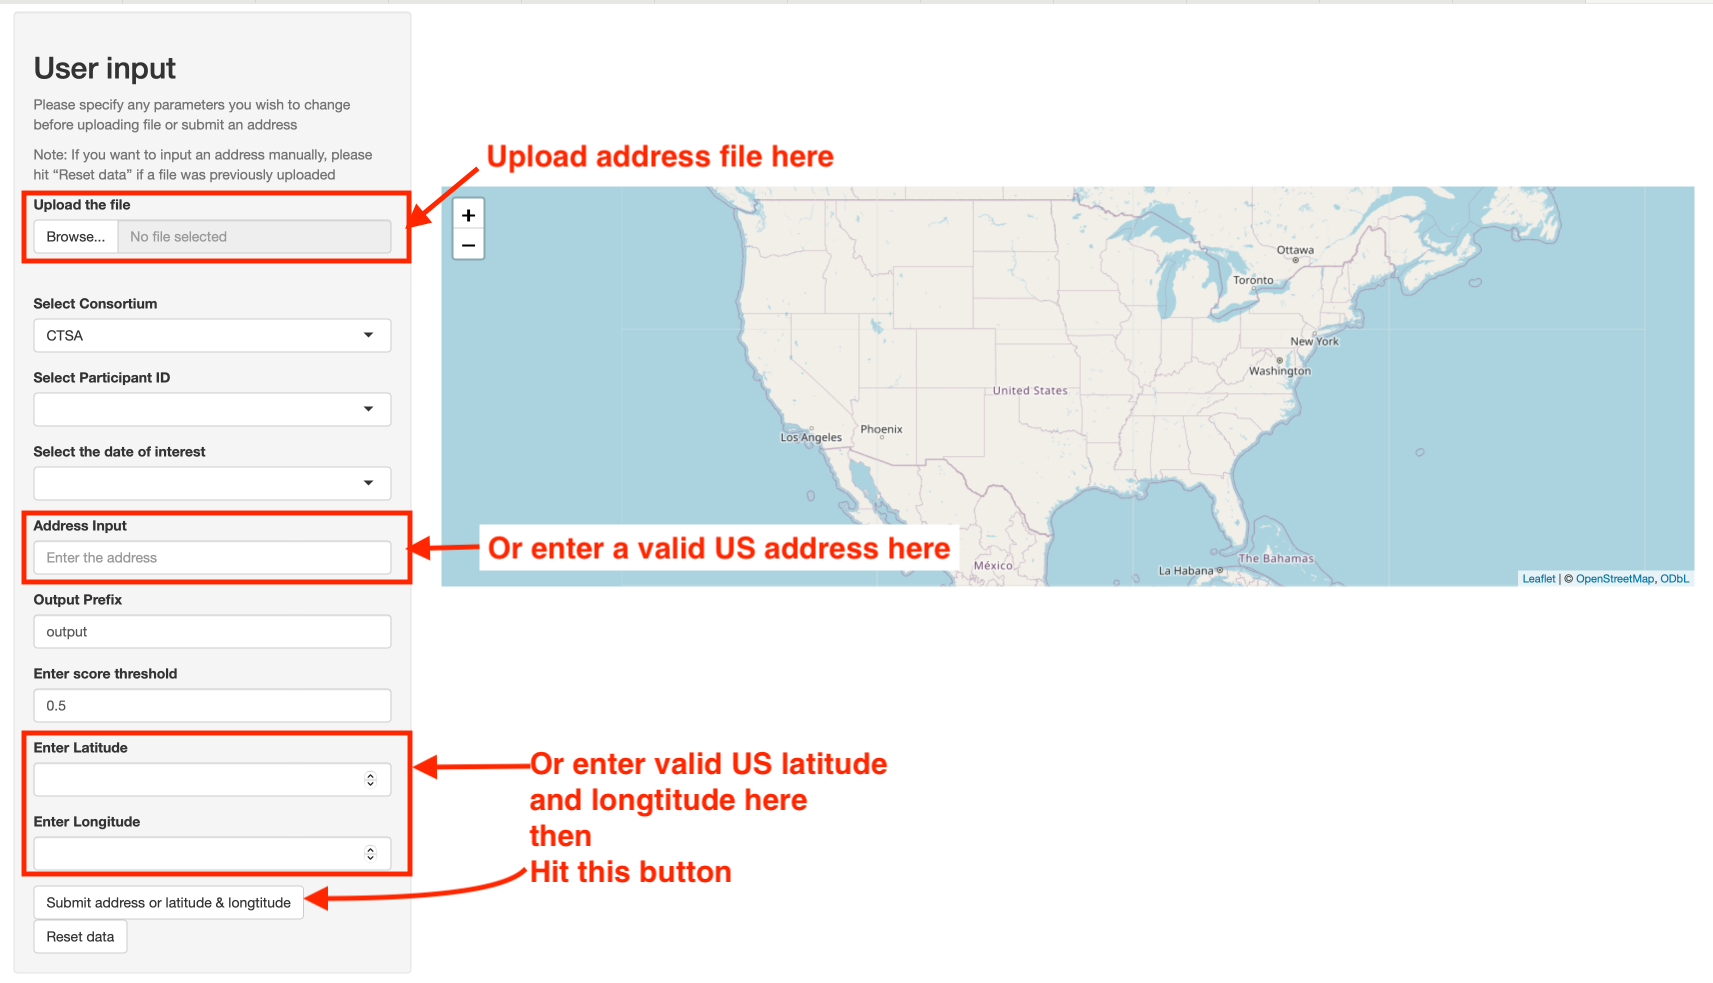 User input
Please specify any parameters you wish to change
before uploading file or submit an address
Note: If you want to input an address manually, please
hit “Reset data” if a file was previously uploaded
Upload the file
Browse...
No file selected
Select Consortium
CTSA
Select Participant ID
Select the date of interest
Address Input
Enter the address
Output Prefix
output
Enter score threshold
0.5
Enter Latitude
Enter Longitude
Submit address or latitude & longtitude
Reset data
Upload address file here
+
−
Ottawa
Toronto
New York
Washington
United States
Phoenix
Los Angeles
Or enter a valid US address here
México
The Bahamas
La Habana
Leaflet | © OpenStreetMap, ODbL
Or enter valid US latitude
and longtitude here
then
Hit this button